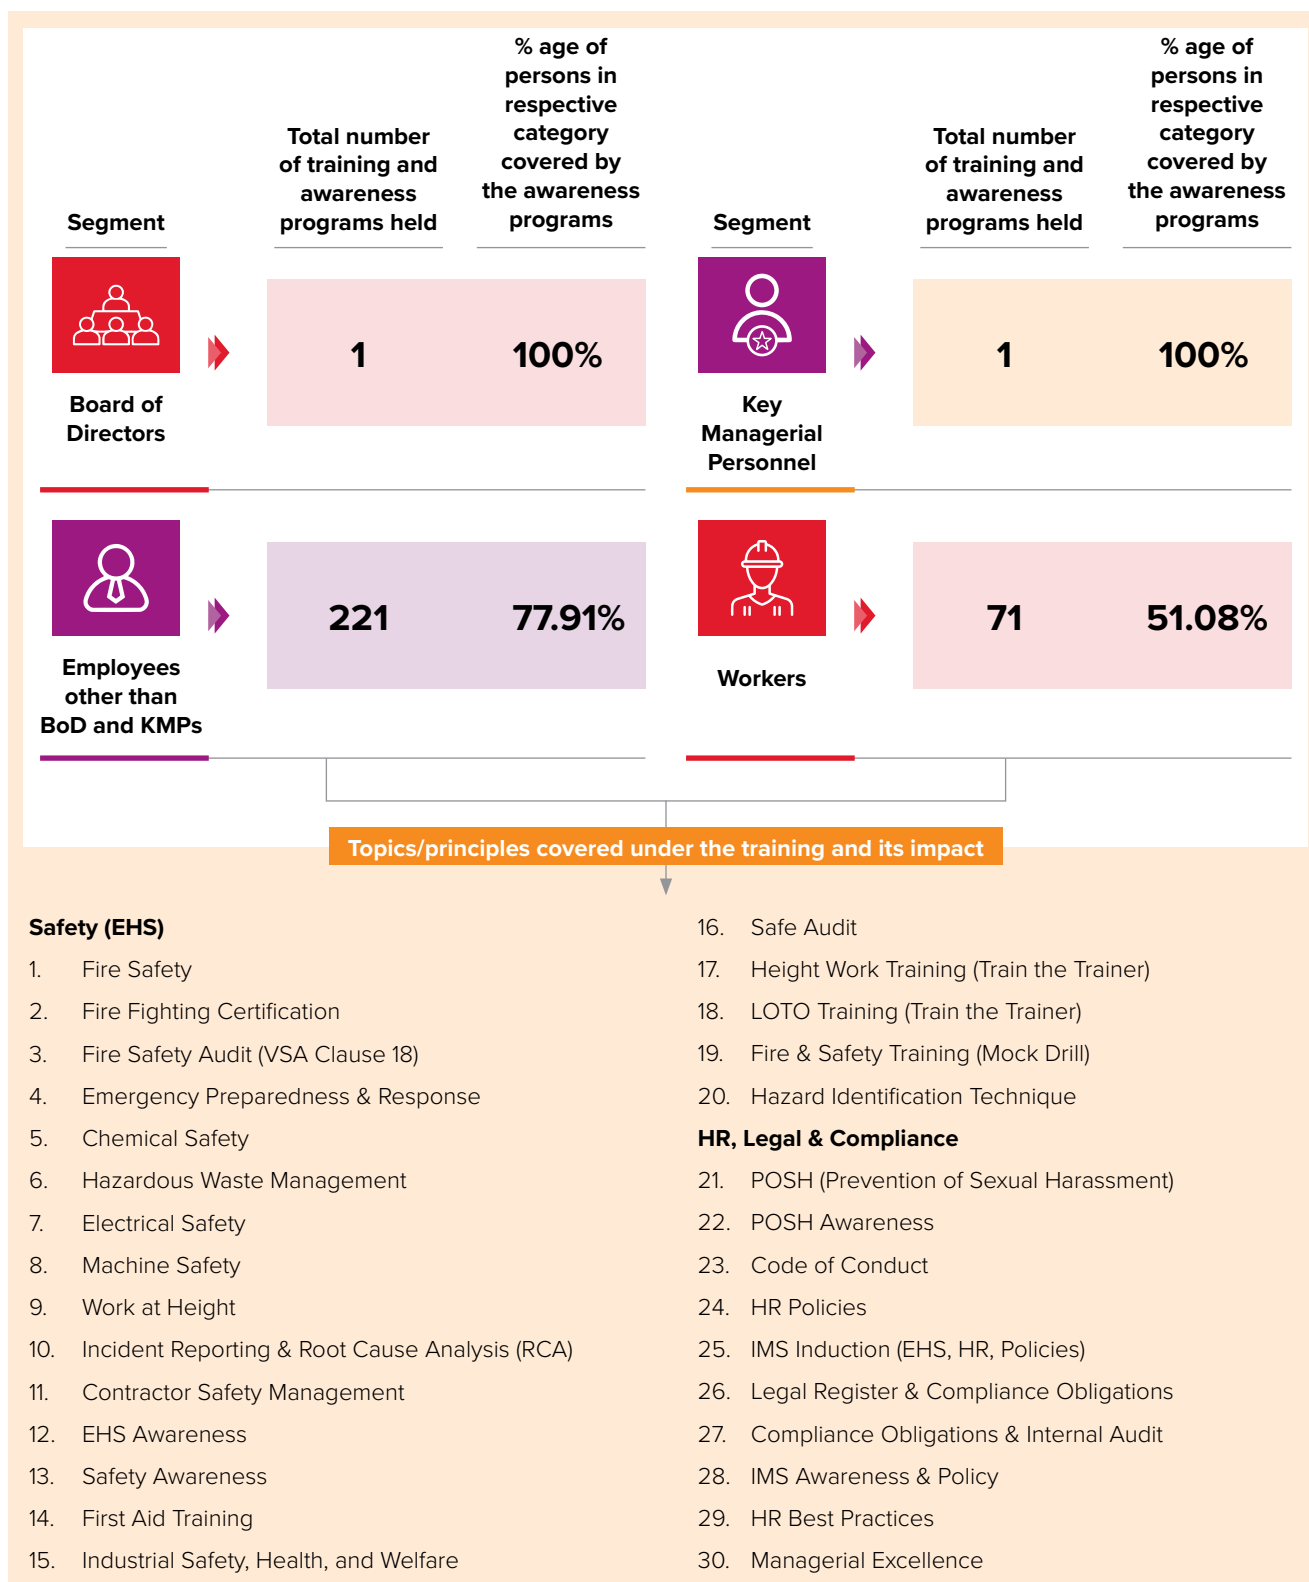 Segment
Total number
of training and
awareness
programs held
% age of
persons in
respective
category
covered by
the awareness
programs
Board of
Directors
1
100%
Employees
other than
BoD and KMPs
221
77.91%
Segment
Total number
of training and
awareness
programs held
% age of
persons in
respective
category
covered by
the awareness
programs
Key
Managerial
Personnel
1
100%
Workers
71
51.08%
Topics/principles covered under the training and its impact
Safety (EHS)
1. Fire Safety
2. Fire Fighting Certification
3. Fire Safety Audit (VSA Clause 18)
4. Emergency Preparedness & Response
5. Chemical Safety
6. Hazardous Waste Management
7. Electrical Safety
8. Machine Safety
9. Work at Height
10. Incident Reporting & Root Cause Analysis (RCA)
11. Contractor Safety Management
12. EHS Awareness
13. Safety Awareness
14. First Aid Training
15. Industrial Safety, Health, and Welfare
16. Safe Audit
17. Height Work Training (Train the Trainer)
18. LOTO Training (Train the Trainer)
19. Fire & Safety Training (Mock Drill)
20. Hazard Identification Technique
HR, Legal & Compliance
21. POSH (Prevention of Sexual Harassment)
22. POSH Awareness
23. Code of Conduct
24. HR Policies
25. IMS Induction (EHS, HR, Policies)
26. Legal Register & Compliance Obligations
27. Compliance Obligations & Internal Audit
28. IMS Awareness & Policy
29. HR Best Practices
30. Managerial Excellence